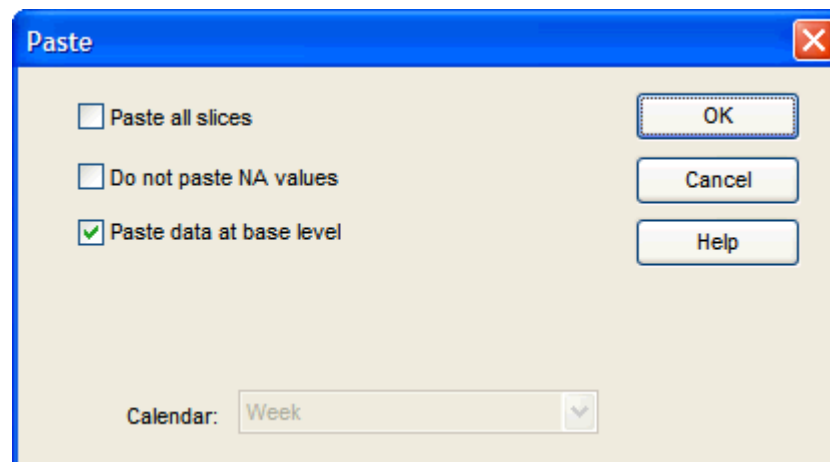 Paste
Paste all slices
Do not paste NA values
Paste data at base level
OK
Cancel
Help
Calendar: Week